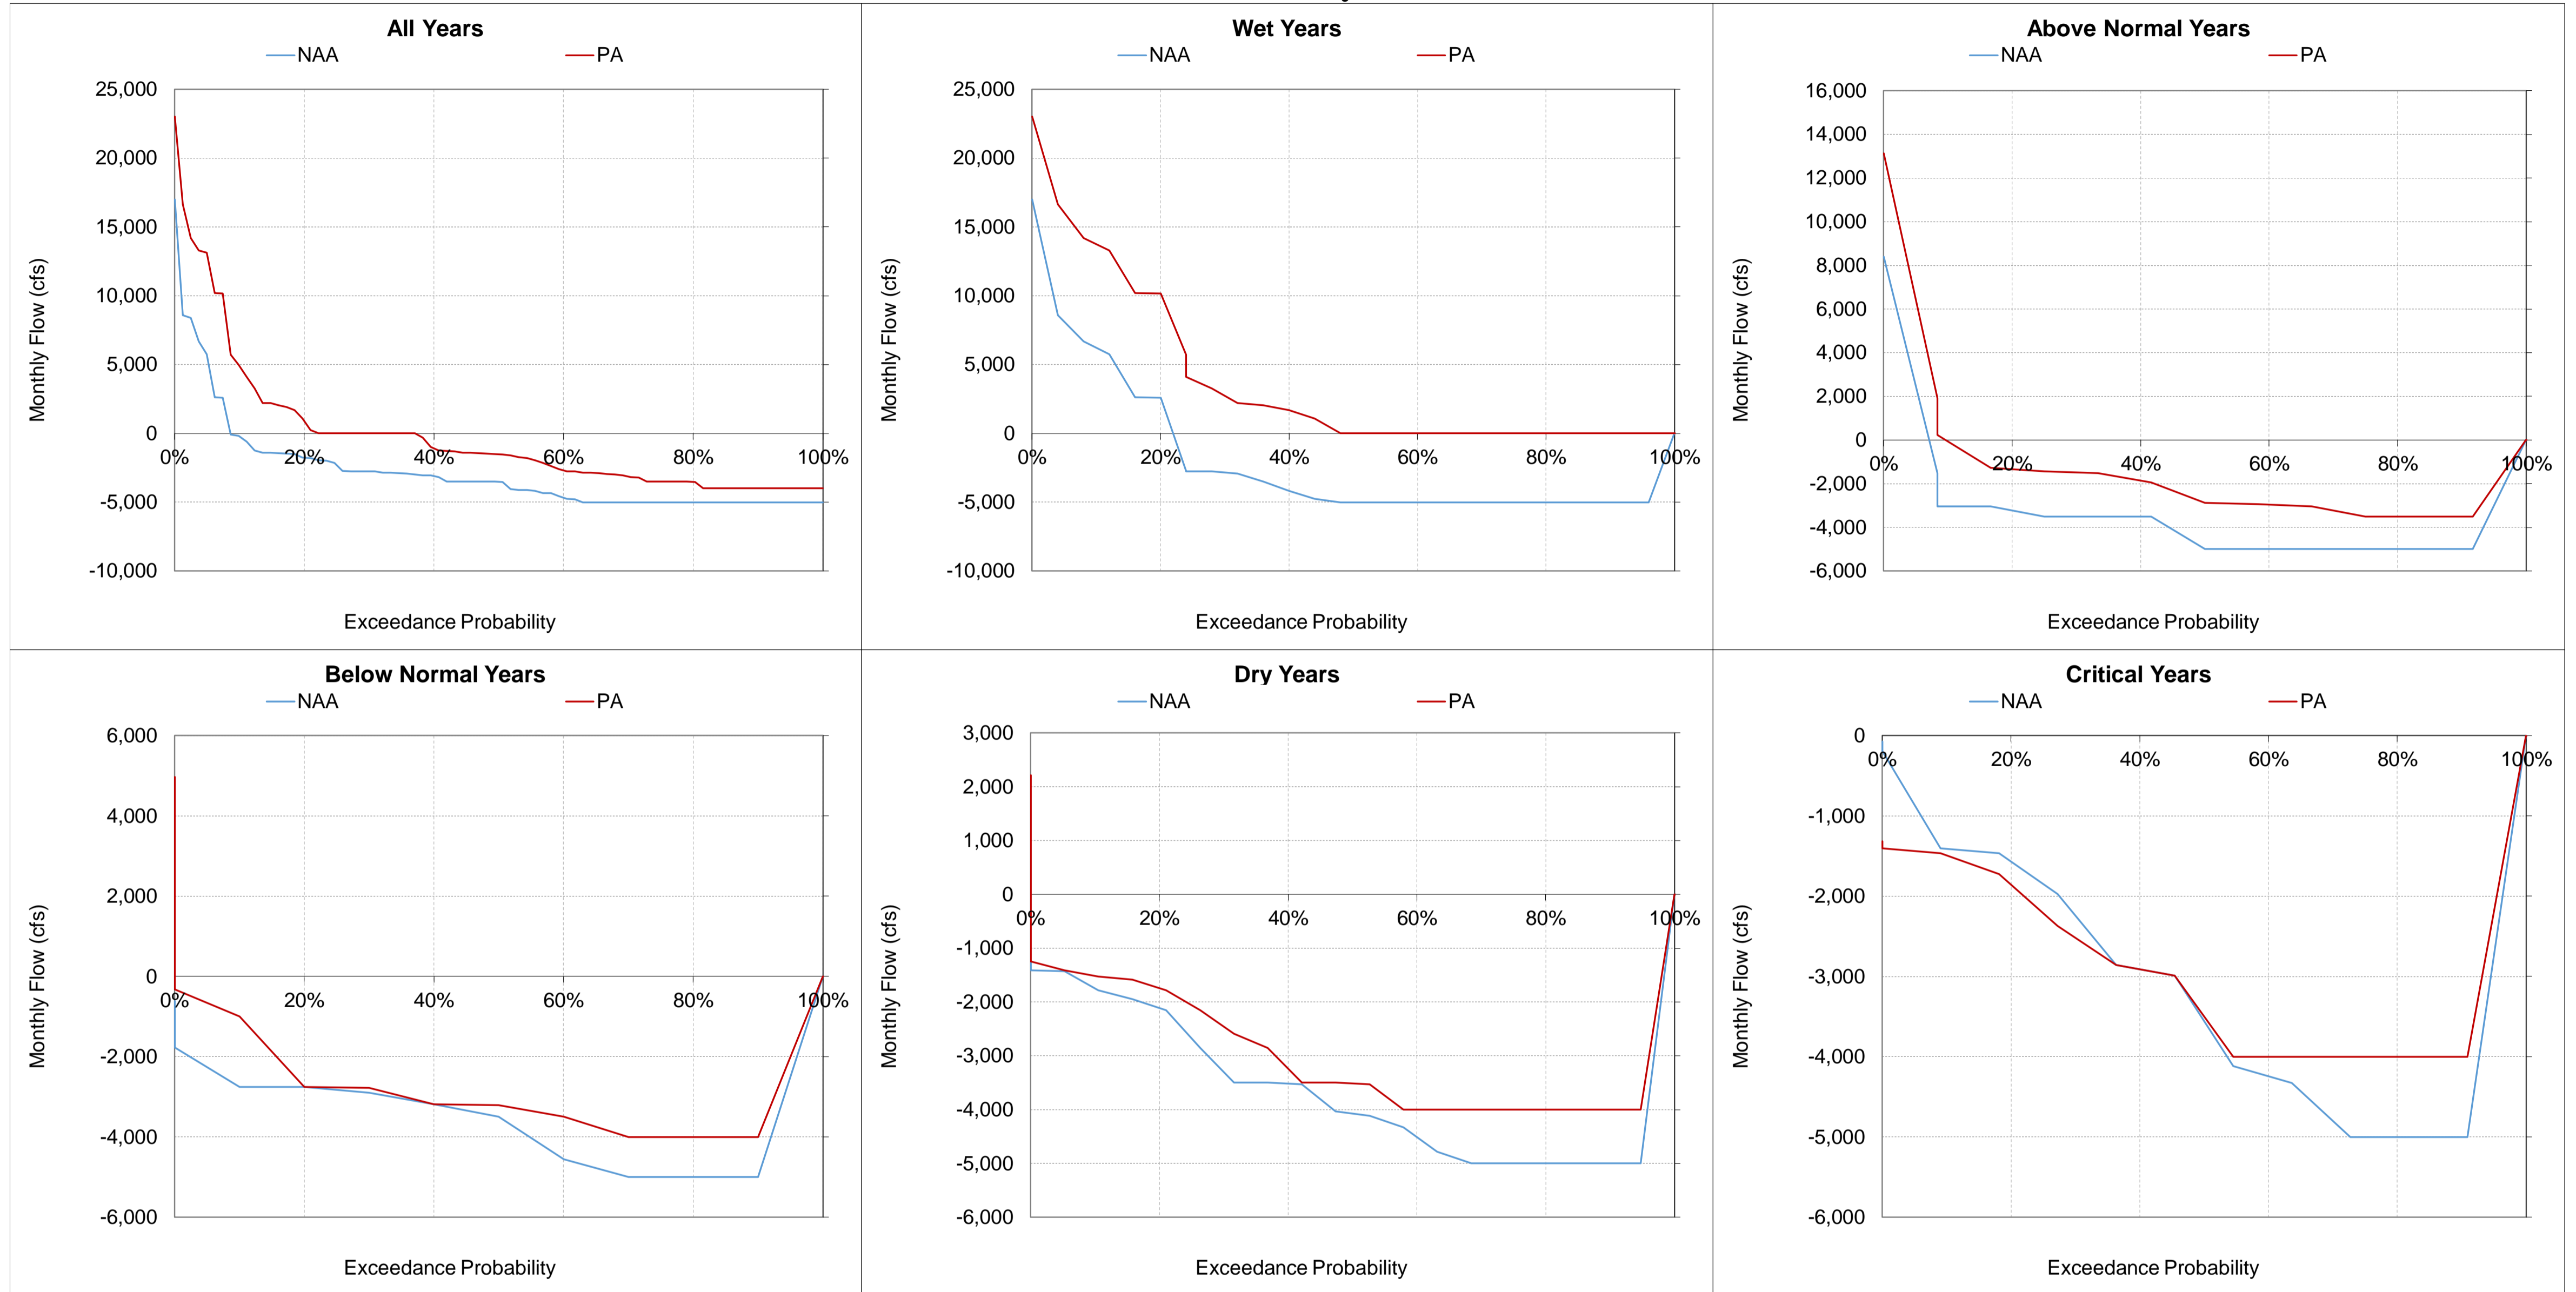 All Years
NAA PA
25,000
20,000
15,000
10,000
5,000
0
-5,000
-10,000
0% 20% 40% 60% 80% 100%
Monthly Flow (cfs)
Exceedance Probability
Wet Years
NAA PA
25,000
20,000
15,000
10,000
5,000
0
-5,000
-10,000
0% 20% 40% 60% 80% 100%
Monthly Flow (cfs)
Exceedance Probability
Above Normal Years
NAA PA
16,000
14,000
12,000
10,000
8,000
6,000
4,000
2,000
0
-2,000
-4,000
-6,000
0% 20% 40% 60% 80% 100%
Monthly Flow (cfs)
Exceedance Probability
Below Normal Years
NAA PA
6,000
4,000
2,000
0
-2,000
-4,000
-6,000
0% 20% 40% 60% 80% 100%
Monthly Flow (cfs)
Exceedance Probability
Dry Years
NAA PA
3,000
2,000
1,000
0
-1,000
-2,000
-3,000
-4,000
-5,000
-6,000
0% 20% 40% 60% 80% 100%
Monthly Flow (cfs)
Exceedance Probability
Critical Years
NAA PA
0
-1,000
-2,000
-3,000
-4,000
-5,000
-6,000
0% 20% 40% 60% 80% 100%
Monthly Flow (cfs)
Exceedance Probability